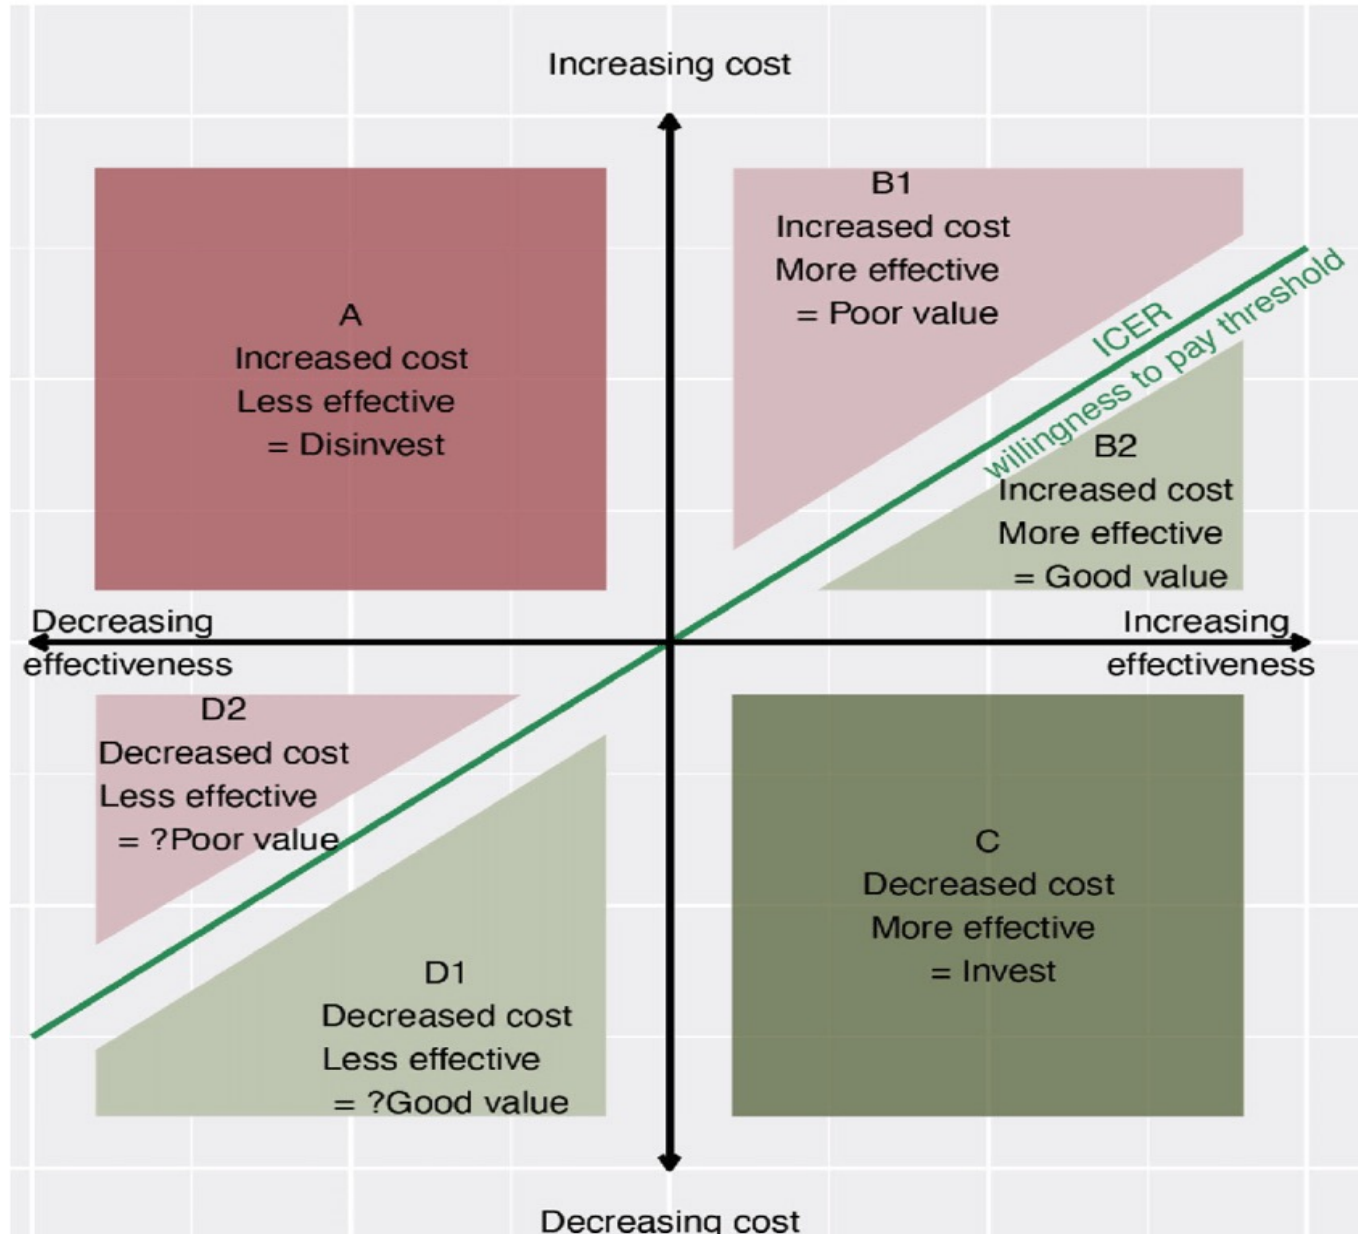 Increasing cost
B1
Increased cost
More effective
= Poor value
ICER
willingness to pay threshold
A
Increased cost
Less effective
= Disinvest
B2
Increased cost
More effective
= Good value
Decreasing
effectiveness
Increasing
effectiveness
D2
Decreased cost
Less effective
= ?Poor value
C
Decreased cost
More effective
= Invest
D1
Decreased cost
Less effective
= ?Good value
Decreasing cost